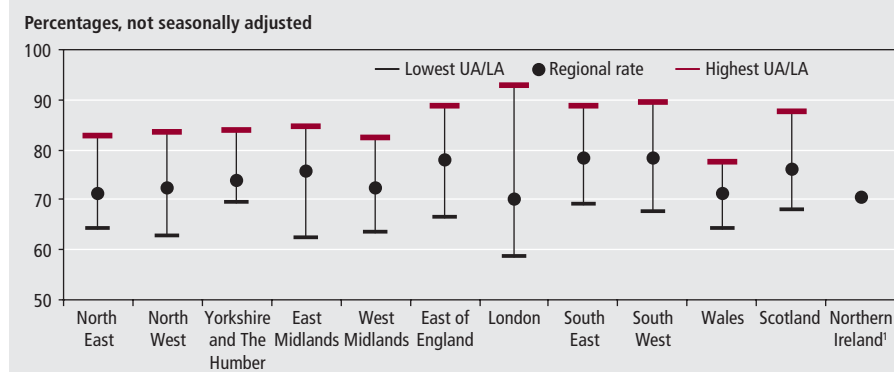 Percentages, not seasonally adjusted
100
90
80
70
60
50
Lowest UA/LA Regional rate Highest UA/LA
North East
North West
Yorkshire and The Humber
East Midlands
West Midlands
East of England
London
South East
South West
Wales
Scotland
Northern Ireland¹